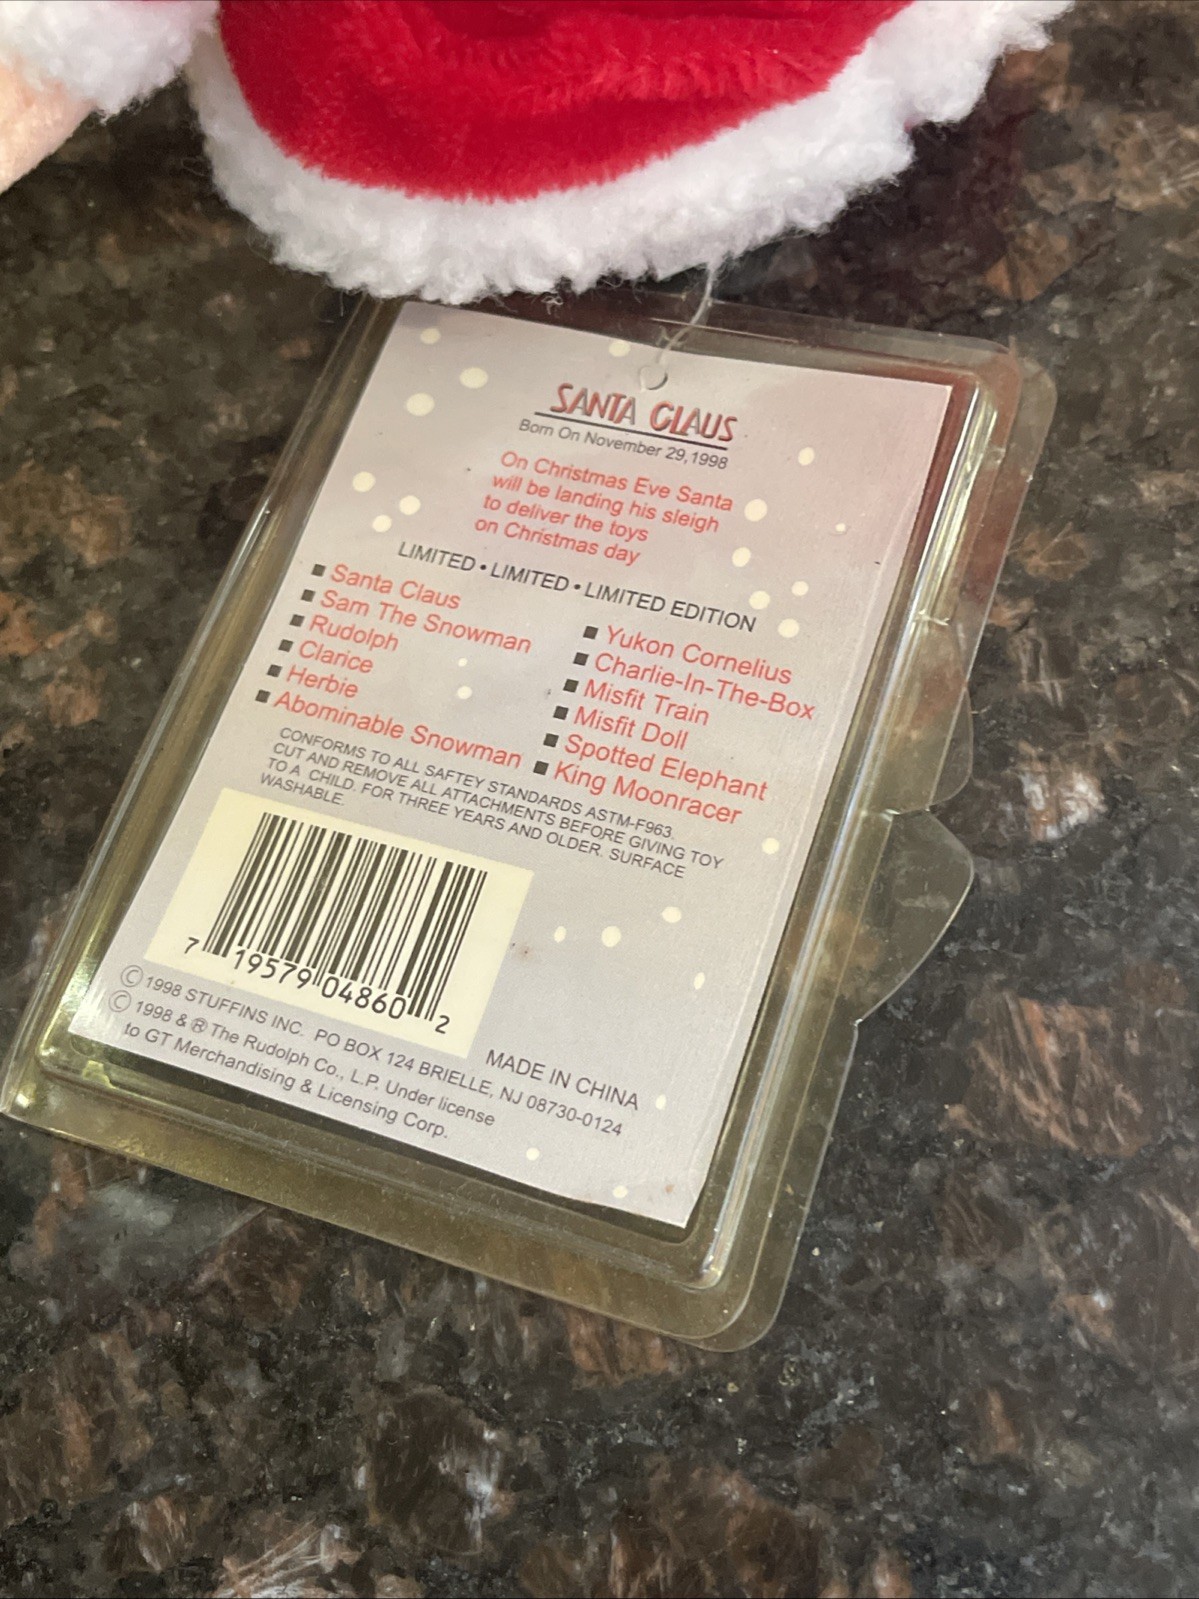 SANTA CLAUS
Born On November 29, 1998
On Christmas Eve Santa
will be landing his sleigh
to deliver the toys
on Christmas day
LIMITED • LIMITED • LIMITED EDITION
■ Santa Claus
■ Sam The Snowman
■ Rudolph
■ Clarice
■ Herbie
■ Abominable Snowman
■ Yukon Cornelius
■ Charlie-In-The-Box
■ Misfit Train
■ Misfit Doll
■ Spotted Elephant
■ King Moonracer
CONFORMS TO ALL SAFTEY STANDARDS ASTM-F963.
CUT AND REMOVE ALL ATTACHMENTS BEFORE GIVING TOY
TO A CHILD. FOR THREE YEARS AND OLDER. SURFACE
WASHABLE.
7 19579 04860 2
MADE IN CHINA
© 1998 STUFFINS INC. PO BOX 124 BRIELLE, NJ 08730-0124
© 1998 & ® The Rudolph Co., L.P. Under license
to GT Merchandising & Licensing Corp.